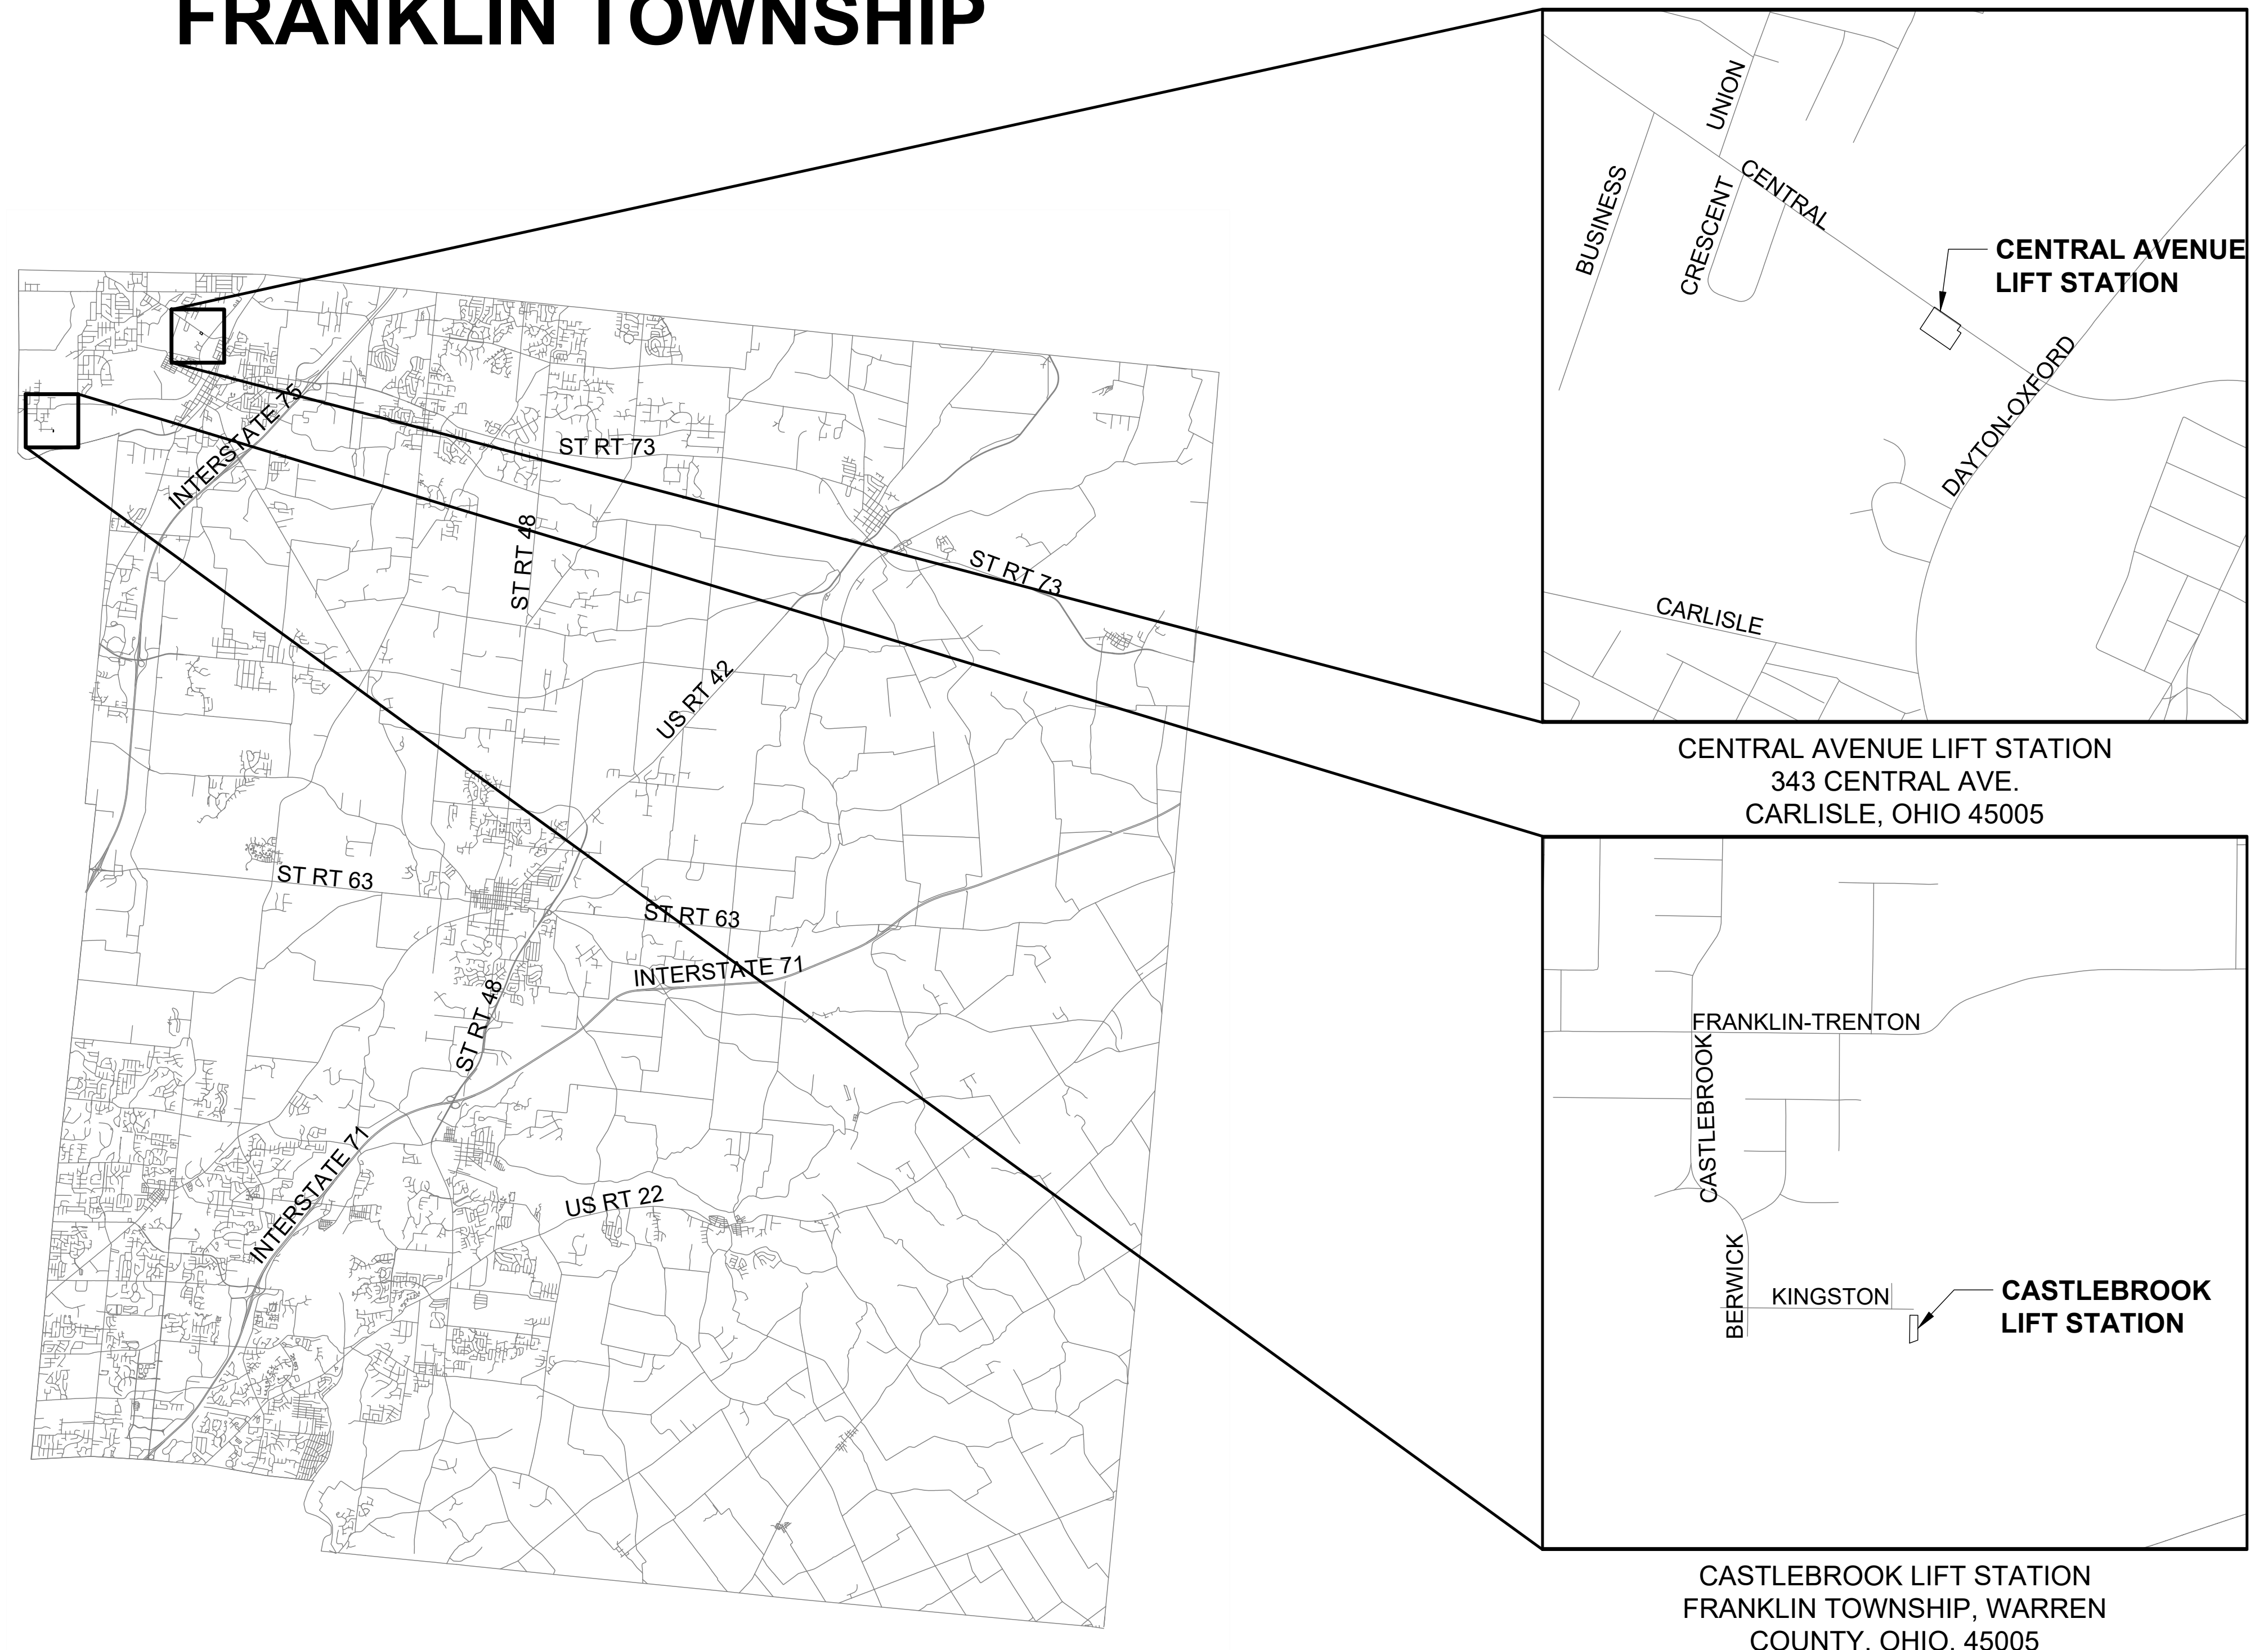 FRANKLIN TOWNSHIP
INTERSTATE 75
ST RT 73
ST RT 48
ST RT 73
US RT 42
ST RT 63
ST RT 63
INTERSTATE 71
ST RT 48
INTERSTATE 71
US RT 22
UNION
CENTRAL
BUSINESS
CRESCENT
CENTRAL AVENUE
LIFT STATION
DAYTON-OXFORD
CARLISLE
CENTRAL AVENUE LIFT STATION
343 CENTRAL AVE.
CARLISLE, OHIO 45005
FRANKLIN-TRENTON
CASTLEBROOK
BERWICK
KINGSTON
CASTLEBROOK
LIFT STATION
CASTLEBROOK LIFT STATION
FRANKLIN TOWNSHIP, WARREN
COUNTY, OHIO, 45005